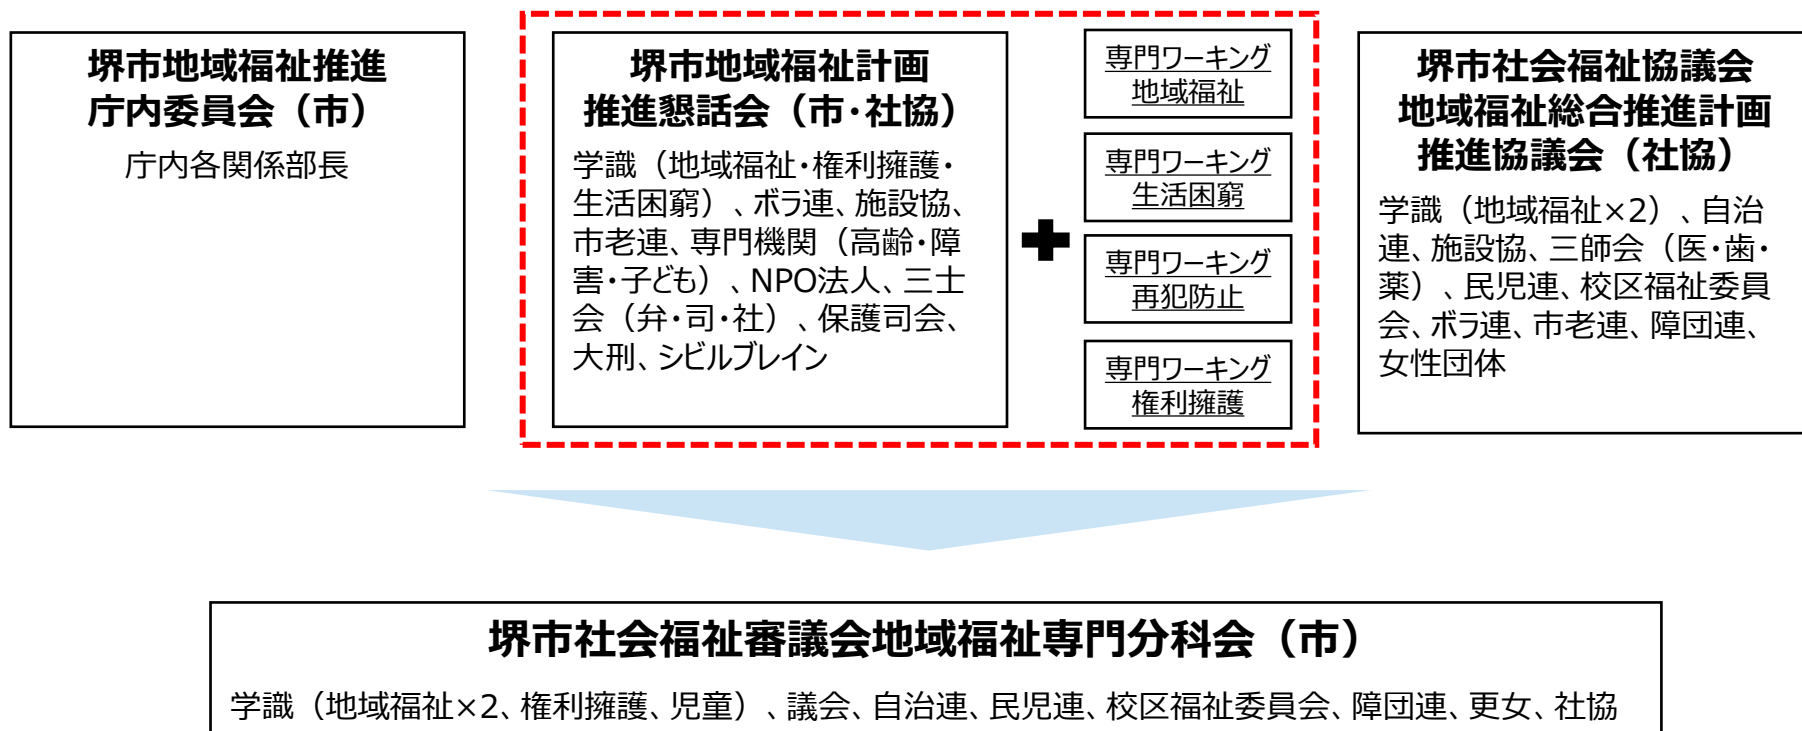 堺市地域福祉推進
庁内委員会（市）
庁内各関係部長
堺市地域福祉計画
推進懇話会（市・社協）
学識（地域福祉・権利擁護・
生活困窮）、ボラ連、施設協、
市老連、専門機関（高齢・障
害・子ども）、NPO法人、三士
会（弁・司・社）、保護司会、
大刑、シビルブレイン
専門ワーキング
地域福祉
専門ワーキング
生活困窮
専門ワーキング
再犯防止
専門ワーキング
権利擁護
堺市社会福祉協議会
地域福祉総合推進計画
推進協議会（社協）
学識（地域福祉×2）、自治
連、施設協、三師会（医・歯・
薬）、民児連、校区福祉委員
会、ボラ連、市老連、障団連、
女性団体
堺市社会福祉審議会地域福祉専門分科会（市）
学識（地域福祉×2、権利擁護、児童）、議会、自治連、民児連、校区福祉委員会、障団連、更女、社協